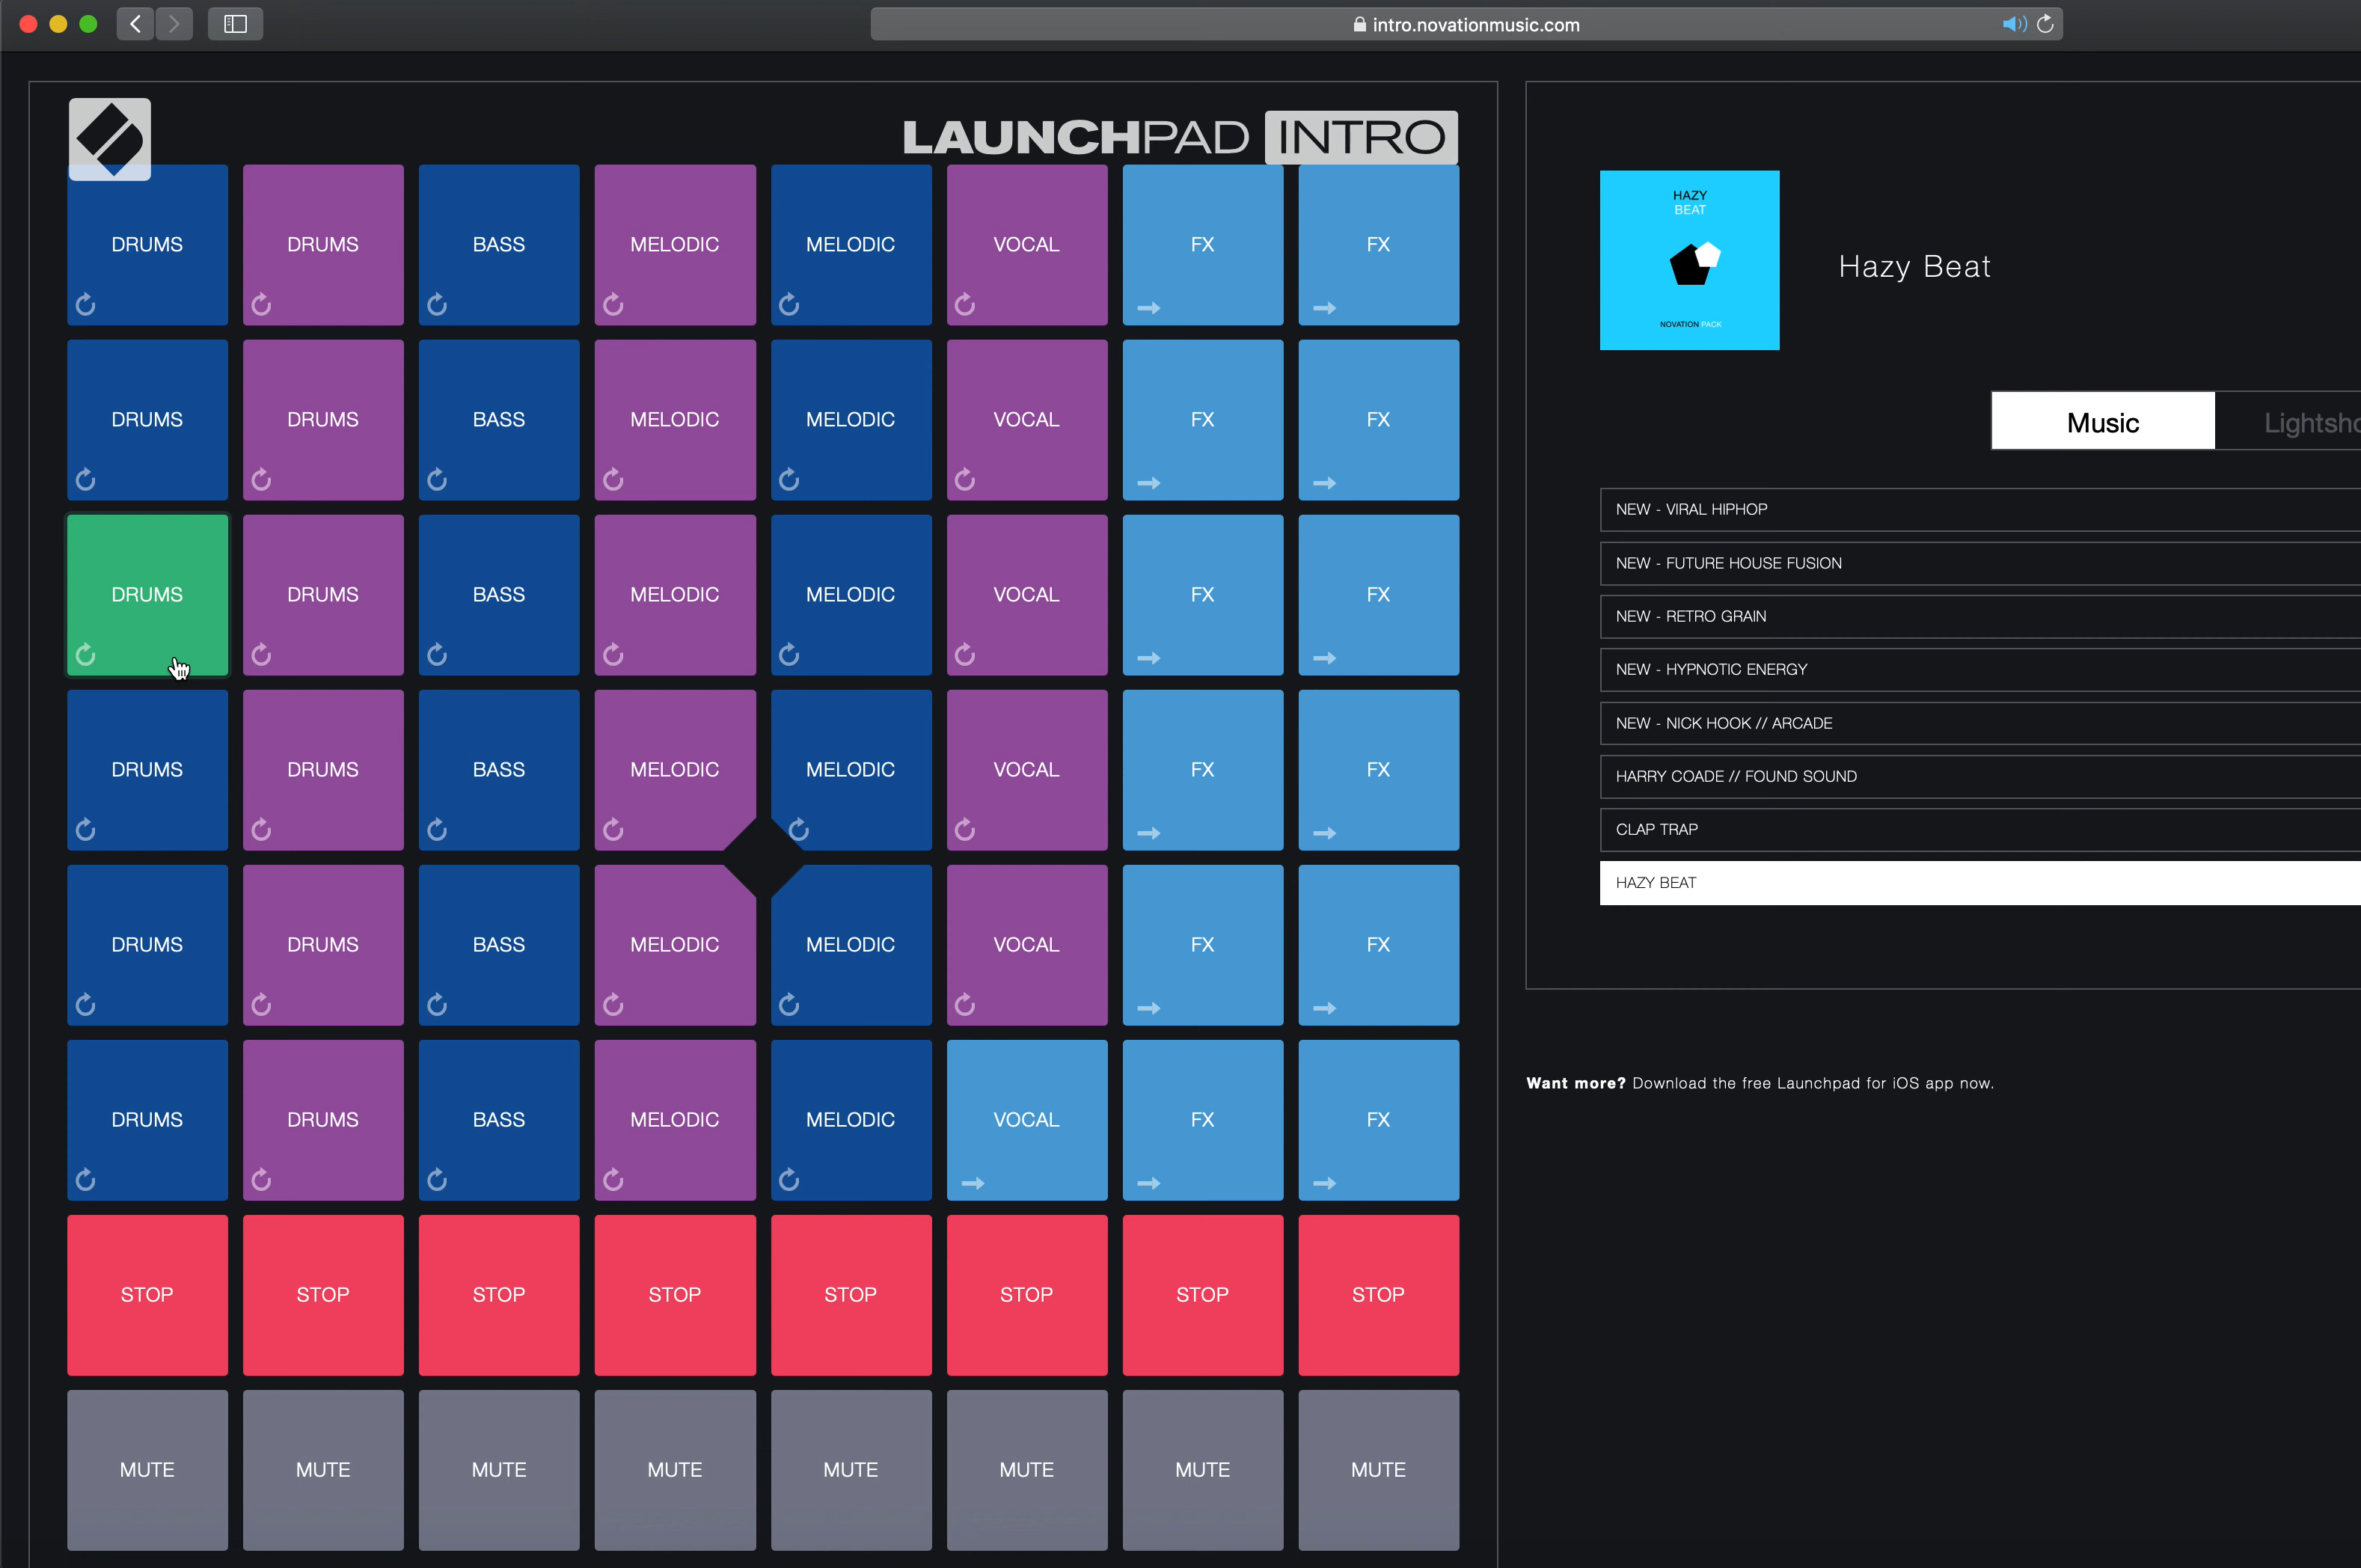 intro.novationmusic.com
LAUNCHPAD INTRO
DRUMS DRUMS BASS MELODIC MELODIC VOCAL FX FX
DRUMS DRUMS BASS MELODIC MELODIC VOCAL FX FX
DRUMS DRUMS BASS MELODIC MELODIC VOCAL FX FX
DRUMS DRUMS BASS MELODIC MELODIC VOCAL FX FX
DRUMS DRUMS BASS MELODIC MELODIC VOCAL FX FX
DRUMS DRUMS BASS MELODIC MELODIC VOCAL FX FX
STOP STOP STOP STOP STOP STOP STOP STOP
MUTE MUTE MUTE MUTE MUTE MUTE MUTE MUTE
HAZY
BEAT
NOVATION PACK
Hazy Beat
Music Lightsho
NEW - VIRAL HIPHOP
NEW - FUTURE HOUSE FUSION
NEW - RETRO GRAIN
NEW - HYPNOTIC ENERGY
NEW - NICK HOOK // ARCADE
HARRY COADE // FOUND SOUND
CLAP TRAP
HAZY BEAT
Want more? Download the free Launchpad for iOS app now.